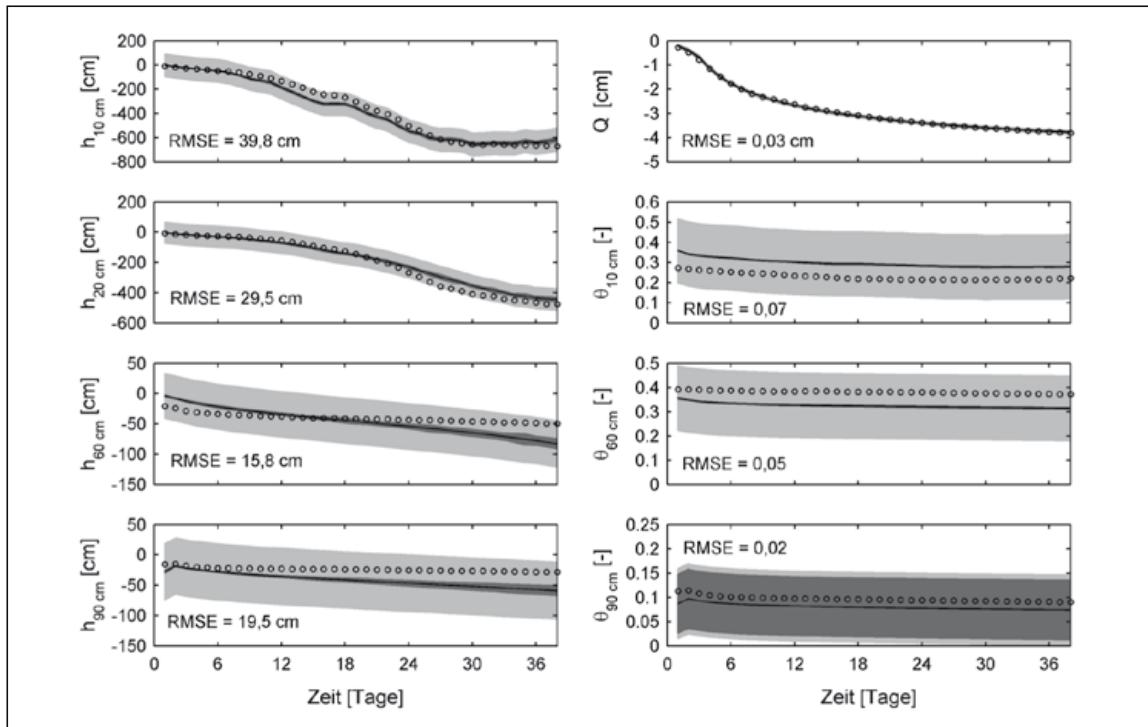 200
0
-200
-400
-600
-800
h10 cm [cm]
RMSE = 39,8 cm
0
-1
-2
-3
-4
-5
Q [cm]
RMSE = 0,03 cm
200
0
-200
-400
-600
h20 cm [cm]
RMSE = 29,5 cm
0.6
0.5
0.4
0.3
0.2
0.1
0
θ10 cm [-]
RMSE = 0,07
50
0
-50
-100
-150
h60 cm [cm]
RMSE = 15,8 cm
0.5
0.4
0.3
0.2
0.1
0
θ60 cm [-]
RMSE = 0,05
50
0
-50
-100
-150
h90 cm [cm]
RMSE = 19,5 cm
0 6 12 18 24 30 36
Zeit [Tage]
0.25
0.2
0.15
0.1
0.05
0
θ90 cm [-]
RMSE = 0,02
0 6 12 18 24 30 36
Zeit [Tage]